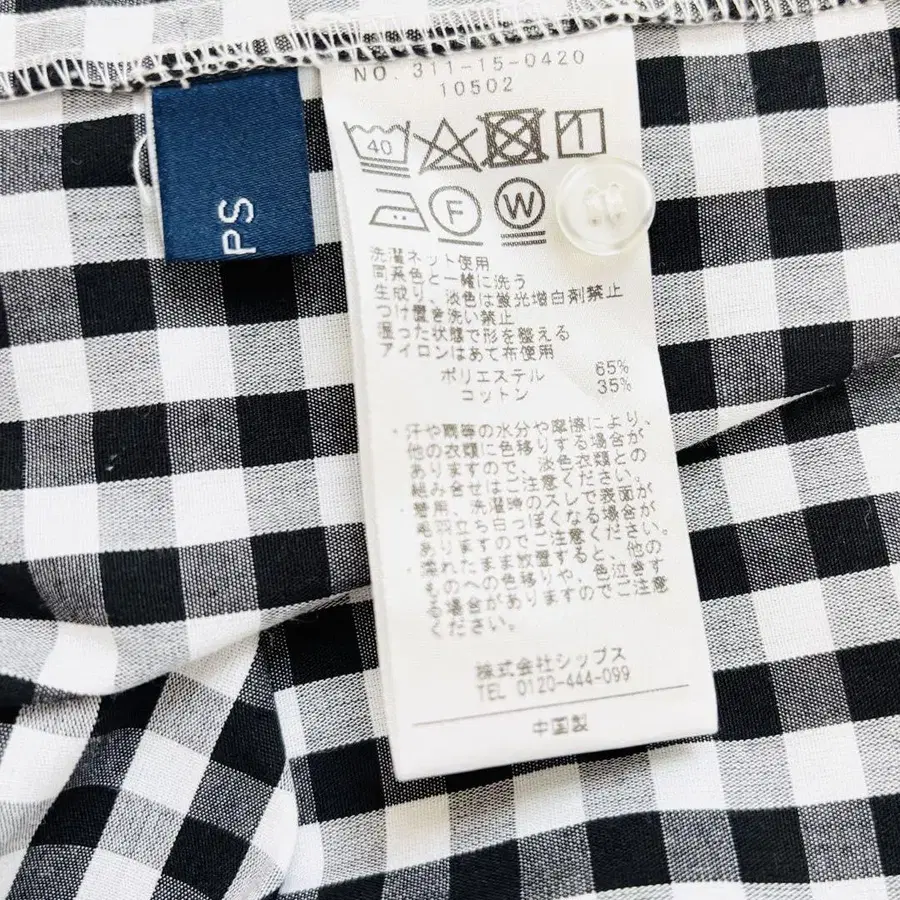 NO. 311-15-0420
10502
40
F
W
PS
洗濯ネット使用
同系色と一緒に洗う
生成り、淡色は蛍光増白剤禁止
つけ置き洗い禁止
湿った状態で形を整える
アイロンはあて布使用
ポリエステル 65%
コットン 35%
・汗や雨等の水分や摩擦により、
他の衣類に色移りする場合が
ありますので、淡色衣類との
組み合せはご注意ください。
着用、洗濯時のスレで表面が
毛羽立ち白っぽくなる場合が
ありますのでご注意ください。
濡れたまま放置すると、他の
ものへの色移りや、色泣きす
る場合がありますのでご注意
ください。
株式会社シップス
TEL 0120-444-099
中国製